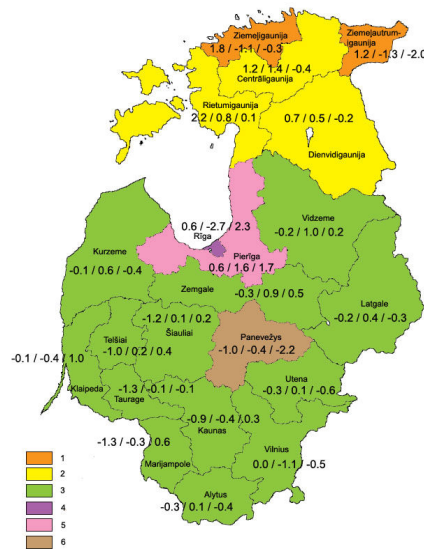 Ziemeļigaunija
1.8 / -1.1 / -0.3
Ziemeļaustrum-
igaunija
1.2 / -1.3 / -2.0
1.2 / 1.4 / -0.4
Centrāligaunija
Rietumigaunija
2.2 / 0.8 / 0.1
0.7 / 0.5 / -0.2
Dienvidigaunija
0.6 / -2.7 / 2.3
Rīga
Vidzeme
-0.2 / 1.0 / 0.2
Kurzeme
-0.1 / 0.6 / -0.4
Pierīga
0.6 / 1.6 / 1.7
Zemgale
-0.3 / 0.9 / 0.5
Latgale
-0.2 / 0.4 / -0.3
-1.2 / 0.1 / 0.2
Šiauliai
Telšiai
-1.0 / 0.2 / 0.4
Panevežys
-1.0 / -0.4 / -2.2
-0.1 / -0.4 / 1.0
Klaipeda
-1.3 / -0.1 / -0.1
Taurage
Utena
-0.3 / 0.1 / -0.6
-0.9 / -0.4 / 0.3
Kaunas
-1.3 / -0.3 / 0.6
Marijampole
Vilnius
0.0 / -1.1 / -0.5
Alytus
-0.3 / 0.1 / -0.4
1
2
3
4
5
6